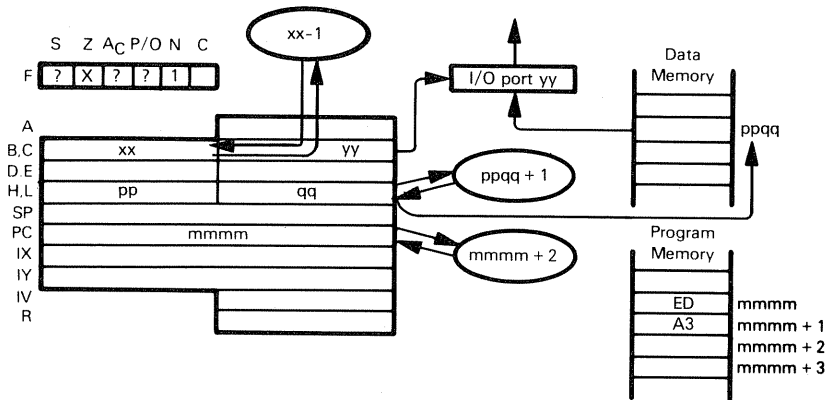 S Z AC P/O N C
F ? X ? ? 1
xx-1
I/O port yy
Data
Memory
ppqq
A
B,C xx yy
D.E
H,L pp qq
SP
PC mmmm
IX
IY
IV
R
ppqq + 1
mmmm + 2
Program
Memory
ED mmmm
A3 mmmm + 1
mmmm + 2
mmmm + 3